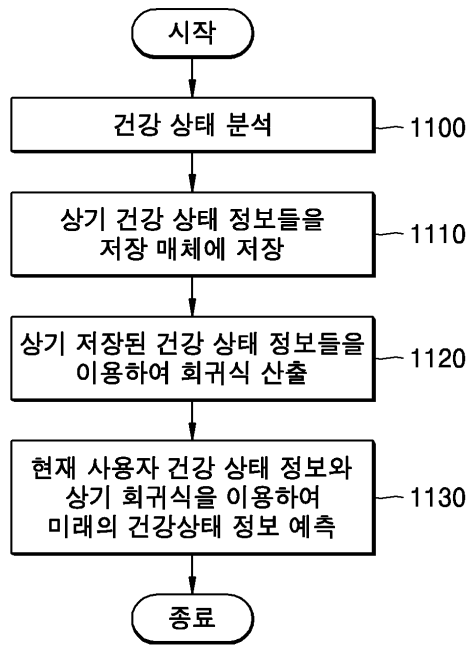 시작
건강 상태 분석
1100
상기 건강 상태 정보들을
저장 매체에 저장
1110
상기 저장된 건강 상태 정보들을
이용하여 회귀식 산출
1120
현재 사용자 건강 상태 정보와
상기 회귀식을 이용하여
미래의 건강상태 정보 예측
1130
종료